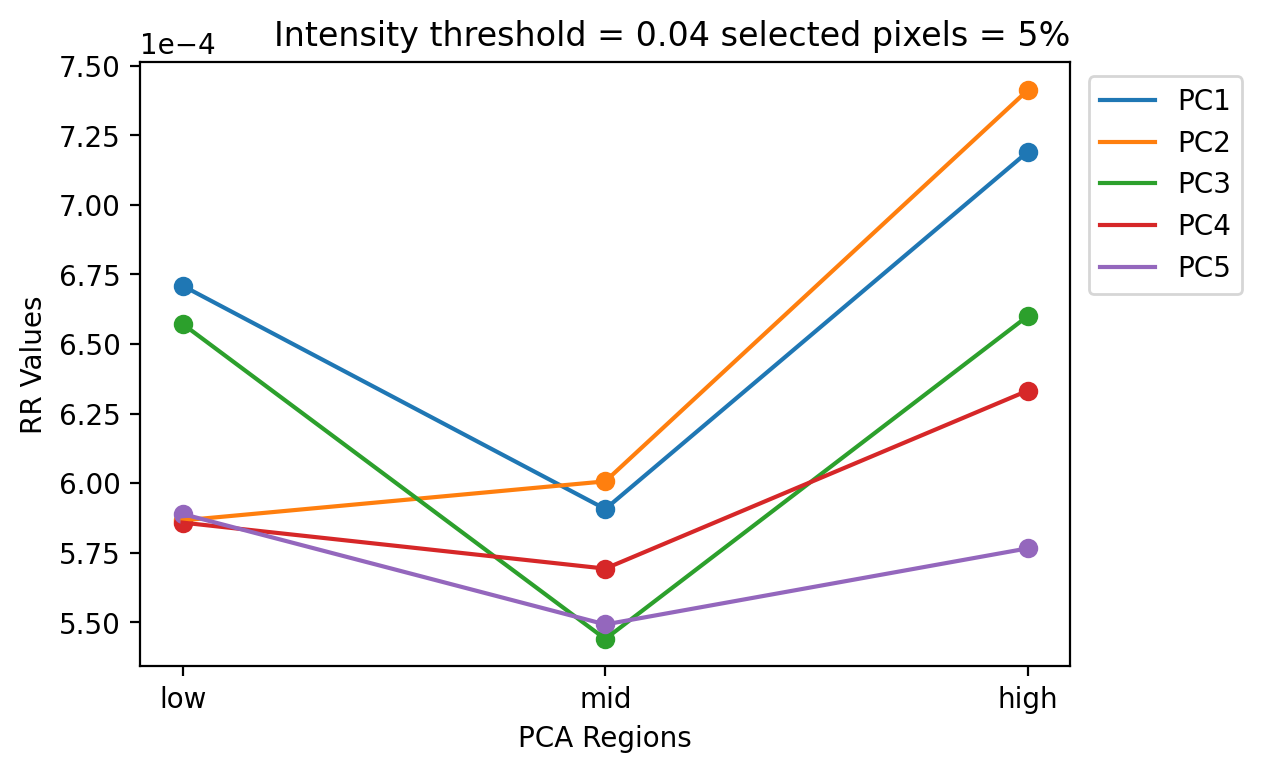 Intensity threshold = 0.04 selected pixels = 5%
1e−4
7.50
7.25
7.00
6.75
6.50
6.25
6.00
5.75
5.50
RR Values
low
mid
high
PCA Regions
PC1
PC2
PC3
PC4
PC5